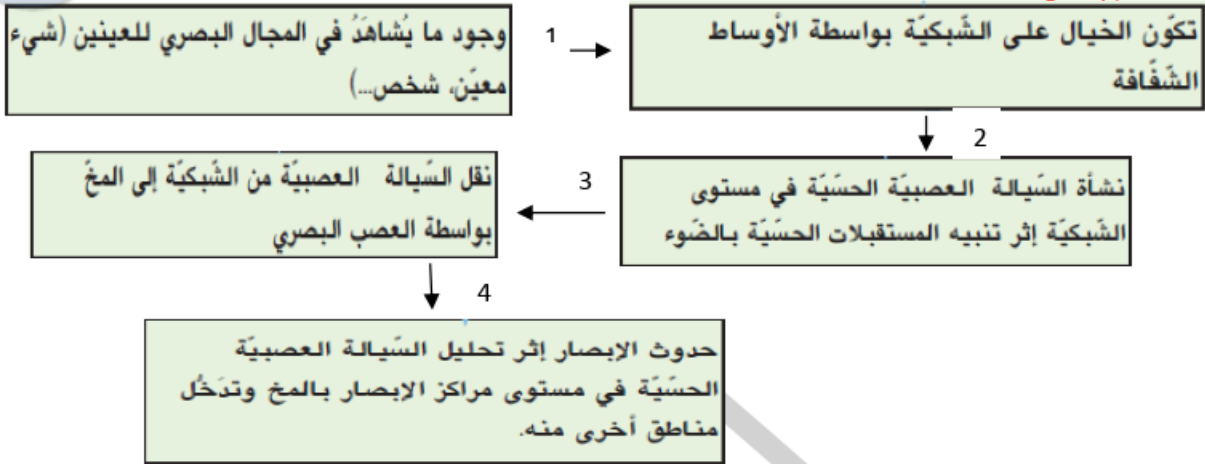 وجود ما يُشاهَدُ في المجال البصري للعينين (شيء
معيّن، شخص...)
1
تكوّن الخيال على الشّبكيّة بواسطة الأوساط
الشّفّافة
2
نشأة السّيالة العصبيّة الحسّيّة في مستوى
الشّبكيّة إثر تنبيه المستقبلات الحسّيّة بالضّوء
3
نقل السّيالة العصبيّة من الشّبكيّة إلى المخّ
بواسطة العصب البصري
4
حدوث الإبصار إثر تحليل السّيالة العصبيّة
الحسّيّة في مستوى مراكز الإبصار بالمخ وتدَخُّل
مناطق أخرى منه.